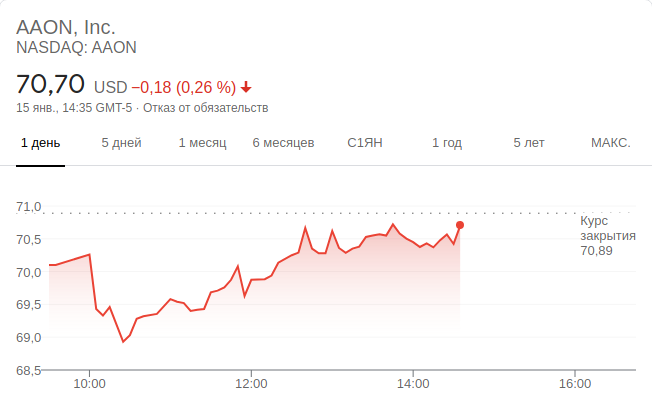 AAON, Inc.
NASDAQ: AAON
70,70 USD −0,18 (0,26 %)
15 янв., 14:35 GMT-5 · Отказ от обязательств
1 день 5 дней 1 месяц 6 месяцев С1ЯН 1 год 5 лет МАКС.
71,0
Курс
закрытия
70,89
70,5
70,0
69,5
69,0
68,5
10:00 12:00 14:00 16:00